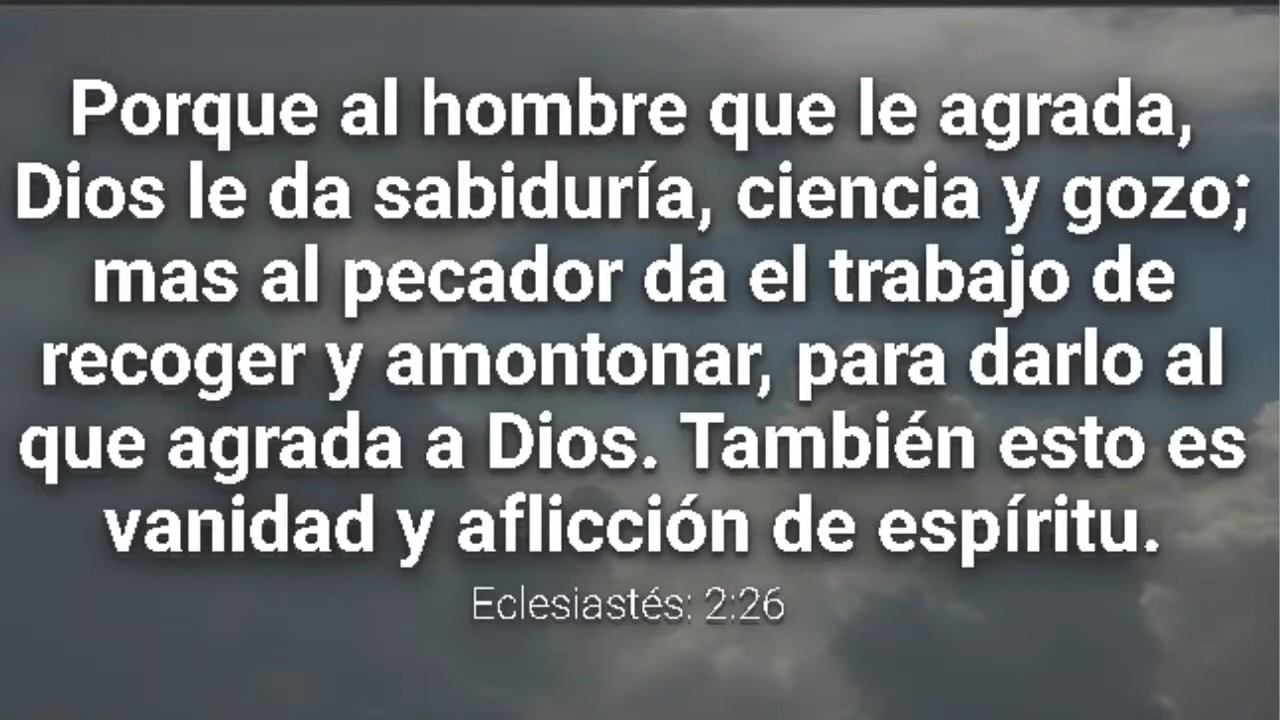 Porque al hombre que le agrada,
Dios le da sabiduría, ciencia y gozo;
mas al pecador da el trabajo de
recoger y amontonar, para darlo al
que agrada a Dios. También esto es
vanidad y aflicción de espíritu.
Eclesiastés: 2:26